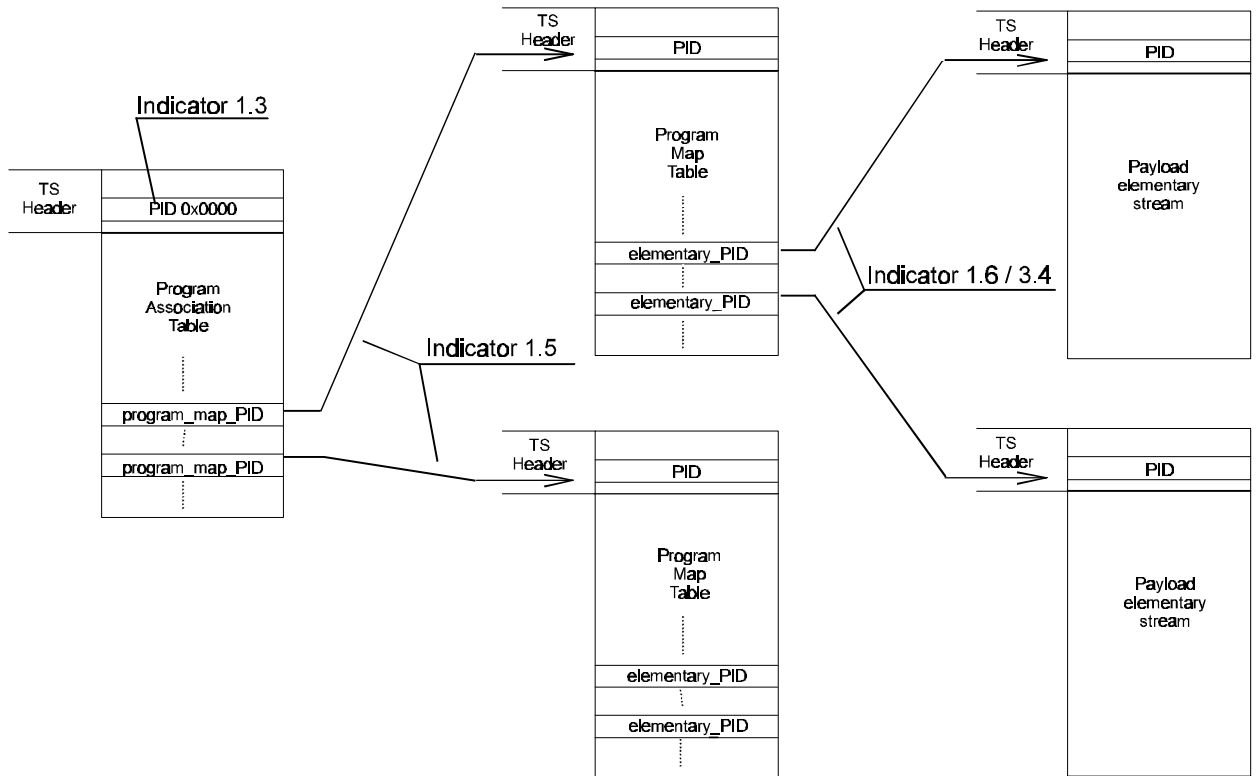 Indicator 1.3
TS
Header
PID 0x0000
Program
Association
Table
program_map_PID
program_map_PID
Indicator 1.5
TS
Header
PID
Program
Map
Table
elementary_PID
elementary_PID
TS
Header
PID
Program
Map
Table
elementary_PID
elementary_PID
Indicator 1.6 / 3.4
TS
Header
PID
Payload
elementary
stream
TS
Header
PID
Payload
elementary
stream